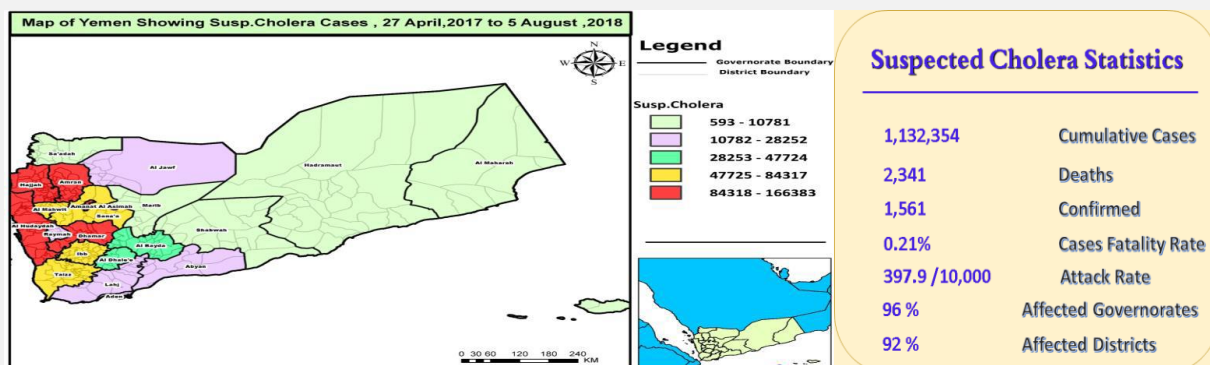 Map of Yemen Showing Susp.Cholera Cases , 27 April,2017 to 5 August ,2018
N
W
E
S
Sa'adah
Al Jawf
Hadramaut
Al Maharah
Hajjah
Amran
Al Mahwit
Amanat Al Asimah
Marib
Sana'a
Al Hudaydah
Raymah
Dhamar
Shabwah
Al Bayda
Ibb
Al Dhale'e
Abyan
Taizz
Lahj
Aden
0 30 60 120 180 240
KM
Legend
Governorate Boundary
District Boundary
Susp.Cholera
593 - 10781
10782 - 28252
28253 - 47724
47725 - 84317
84318 - 166383
Suspected Cholera Statistics
1,132,354 Cumulative Cases
2,341 Deaths
1,561 Confirmed
0.21% Cases Fatality Rate
397.9 /10,000 Attack Rate
96 % Affected Governorates
92 % Affected Districts